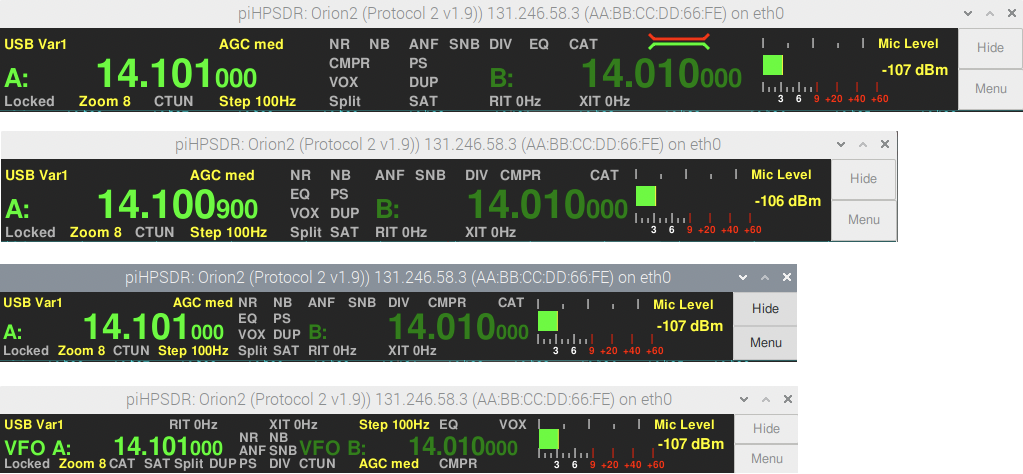 piHPSDR: Orion2 (Protocol 2 v1.9)) 131.246.58.3 (AA:BB:CC:DD:66:FE) on eth0
USB Var1 AGC med NR NB ANF SNB DIV EQ CAT Mic Level Hide
A: 14.101000 CMPR PS B: 14.010000 -107 dBm
VOX DUP Menu
Locked Zoom 8 CTUN Step 100Hz Split SAT RIT 0Hz XIT 0Hz 3 6 9 +20 +40 +60
piHPSDR: Orion2 (Protocol 2 v1.9)) 131.246.58.3 (AA:BB:CC:DD:66:FE) on eth0
USB Var1 AGC med NR NB ANF SNB DIV CMPR CAT Mic Level Hide
A: 14.100900 EQ PS B: 14.010000 -106 dBm
VOX DUP Menu
Locked Zoom 8 CTUN Step 100Hz Split SAT RIT 0Hz XIT 0Hz 3 6 9 +20 +40 +60
piHPSDR: Orion2 (Protocol 2 v1.9)) 131.246.58.3 (AA:BB:CC:DD:66:FE) on eth0
USB Var1 AGC med NR NB ANF SNB DIV CMPR CAT Mic Level Hide
A: 14.101000 EQ PS B: 14.010000 -107 dBm
VOX DUP Menu
Locked Zoom 8 CTUN Step 100Hz Split SAT RIT 0Hz XIT 0Hz 3 6 9 +20 +40 +60
piHPSDR: Orion2 (Protocol 2 v1.9)) 131.246.58.3 (AA:BB:CC:DD:66:FE) on eth0
USB Var1 RIT 0Hz XIT 0Hz Step 100Hz EQ VOX Mic Level Hide
VFO A: 14.101000 NR NB VFO B: 14.010000 -107 dBm
ANF SNB
Locked Zoom 8 CAT SAT Split DUP PS DIV CTUN AGC med CMPR 3 6 9 +20 +40 +60 Menu